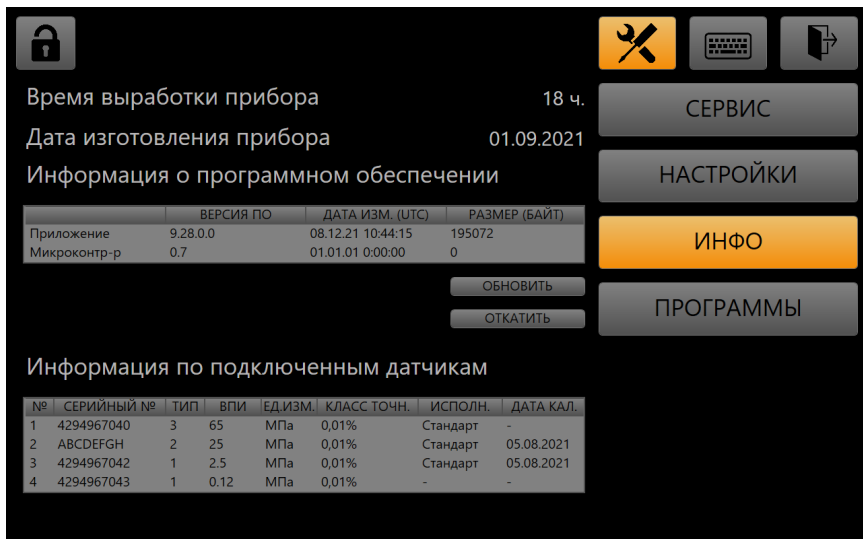 Время выработки прибора 18 ч.
СЕРВИС
Дата изготовления прибора 01.09.2021
Информация о программном обеспечении
НАСТРОЙКИ
ВЕРСИЯ ПО ДАТА ИЗМ. (UTC) РАЗМЕР (БАЙТ)
Приложение 9.28.0.0 08.12.21 10:44:15 195072
Микроконтр-р 0.7 01.01.01 0:00:00 0
ИНФО
ОБНОВИТЬ
ОТКАТИТЬ
ПРОГРАММЫ
Информация по подключенным датчикам
№ СЕРИЙНЫЙ № ТИП ВПИ ЕД.ИЗМ. КЛАСС ТОЧН. ИСПОЛН. ДАТА КАЛ.
1 4294967040 3 65 МПа 0,01% Стандарт -
2 ABCDEFGH 2 25 МПа 0,01% Стандарт 05.08.2021
3 4294967042 1 2.5 МПа 0,01% Стандарт 05.08.2021
4 4294967043 1 0.12 МПа 0,01% - -